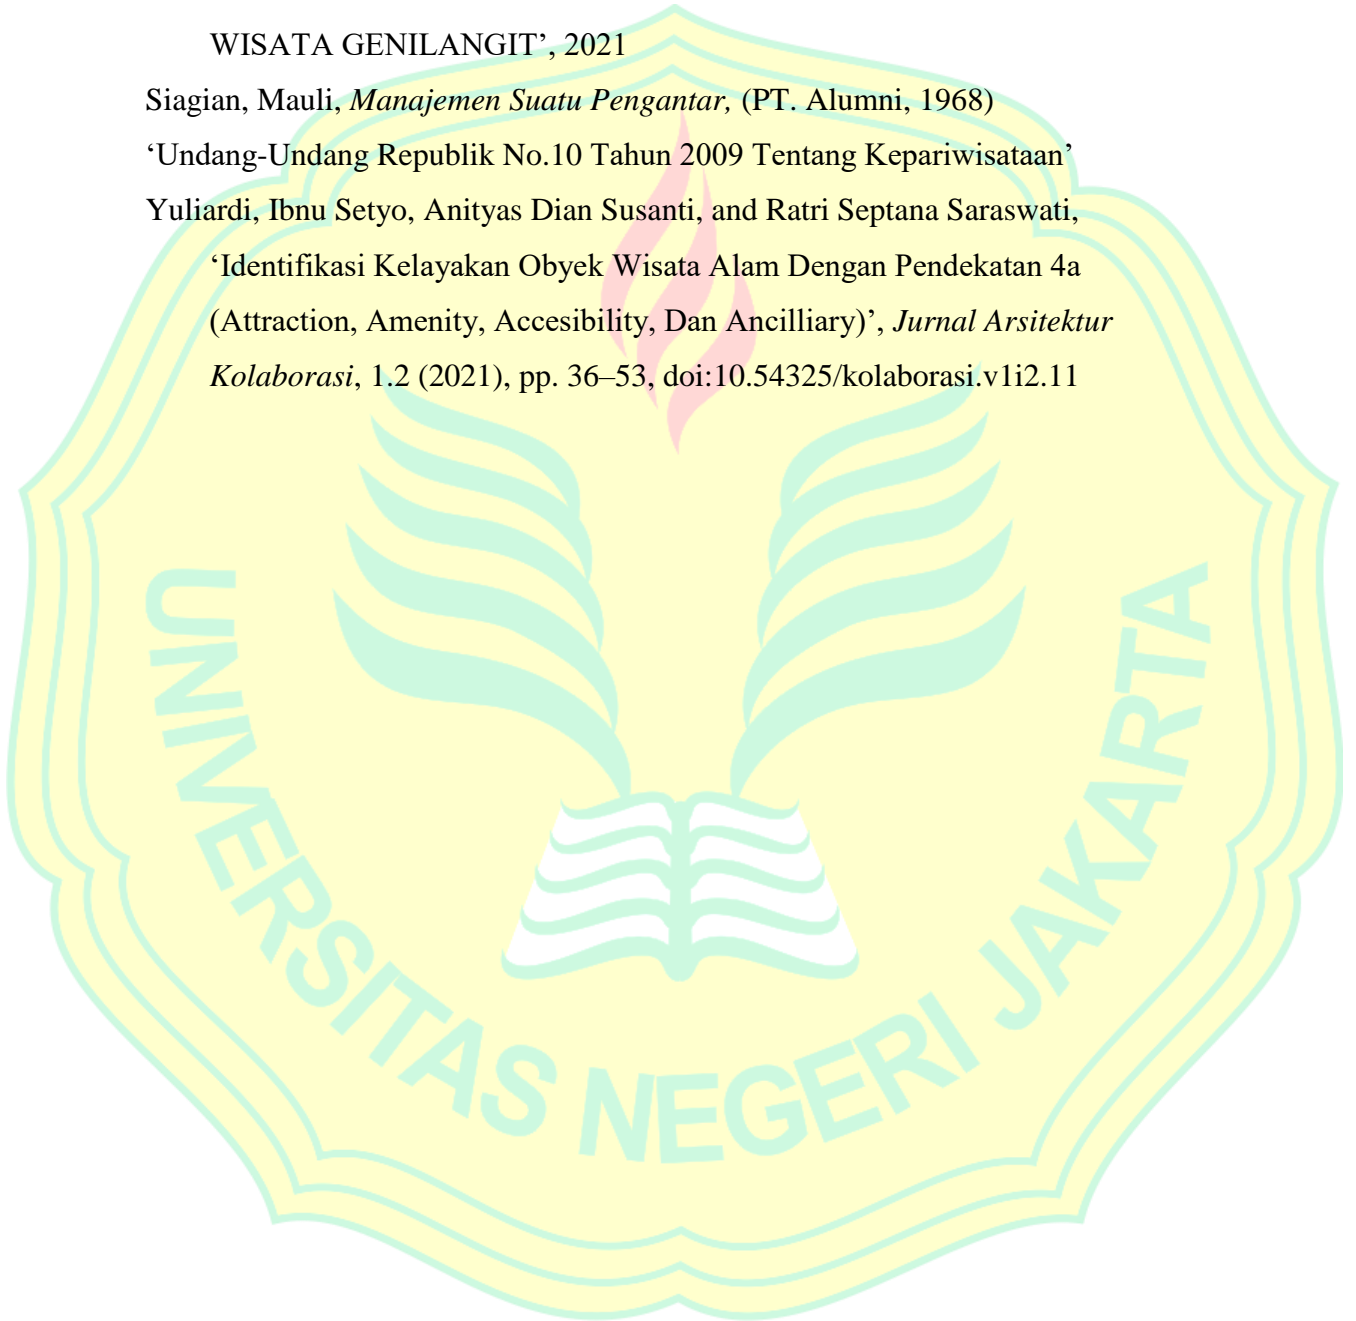 WISATA GENILANGIT’, 2021
Siagian, Mauli, Manajemen Suatu Pengantar, (PT. Alumni, 1968)
‘Undang-Undang Republik No.10 Tahun 2009 Tentang Kepariwisataan’
Yuliardi, Ibnu Setyo, Anityas Dian Susanti, and Ratri Septana Saraswati,
‘Identifikasi Kelayakan Obyek Wisata Alam Dengan Pendekatan 4a
(Attraction, Amenity, Accesibility, Dan Ancilliary)’, Jurnal Arsitektur
Kolaborasi, 1.2 (2021), pp. 36–53, doi:10.54325/kolaborasi.v1i2.11
UNIVERSITAS NEGERI JAKARTA